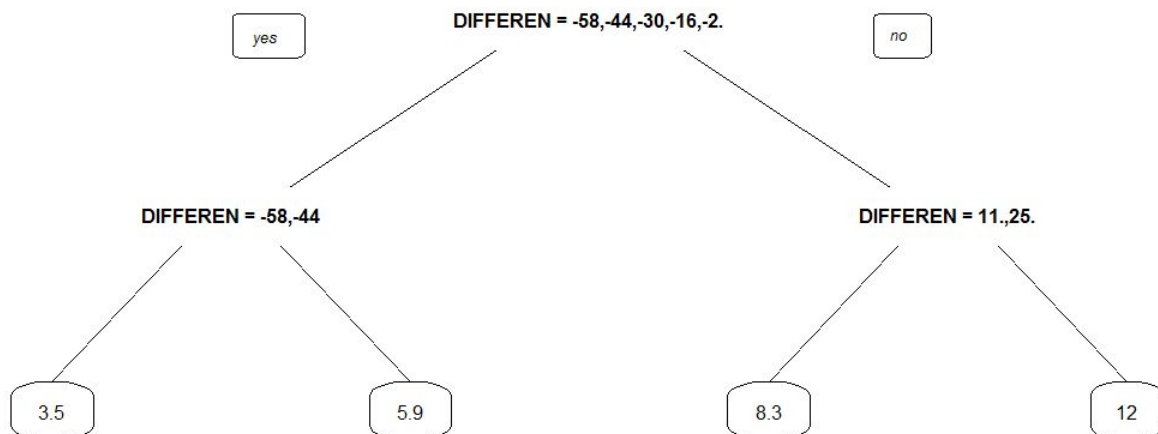 DIFFEREN = -58,-44,-30,-16,-2.
yes
no
DIFFEREN = -58,-44
DIFFEREN = 11.,25.
3.5
5.9
8.3
12